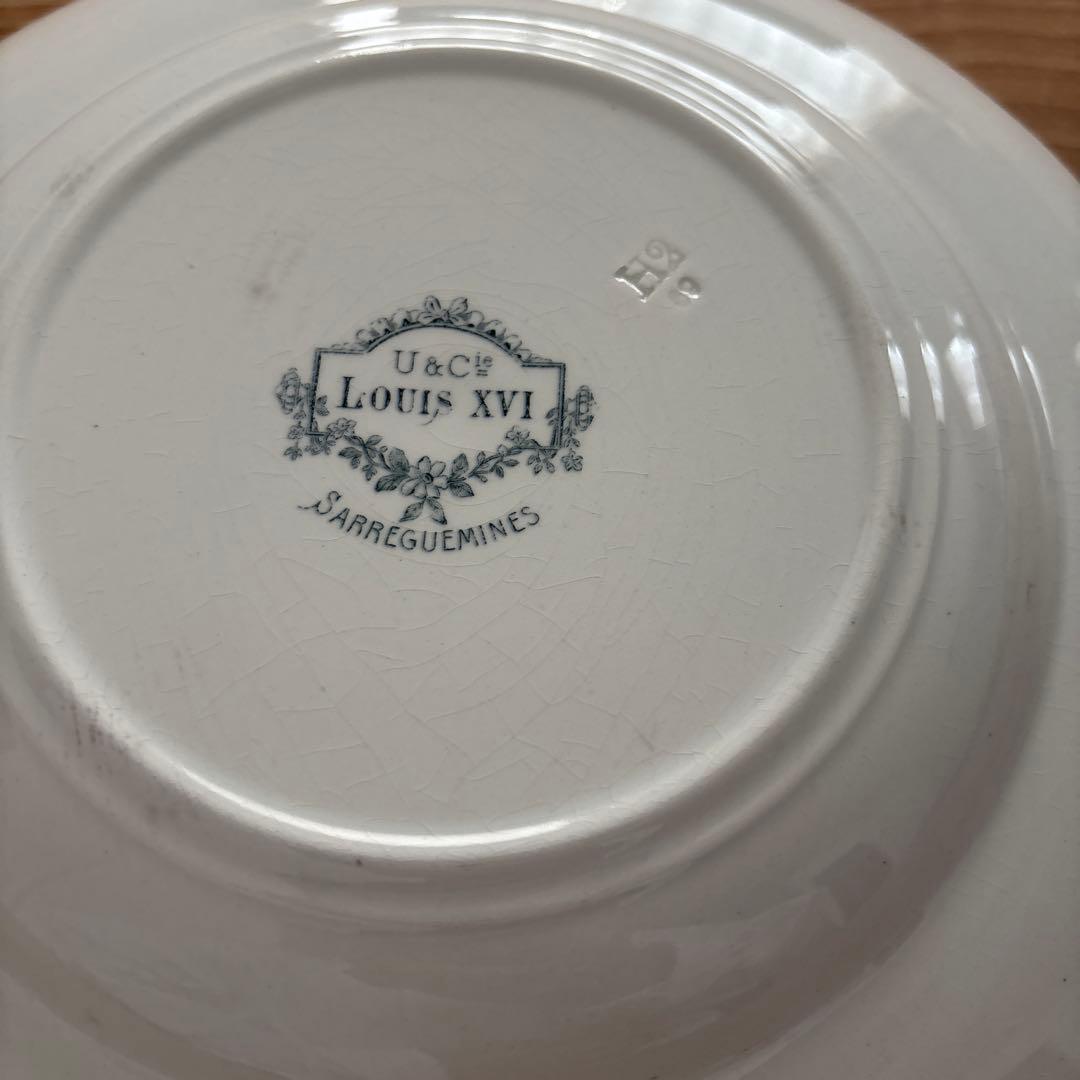 U & Cie
LOUIS XVI
SARREGUEMINES